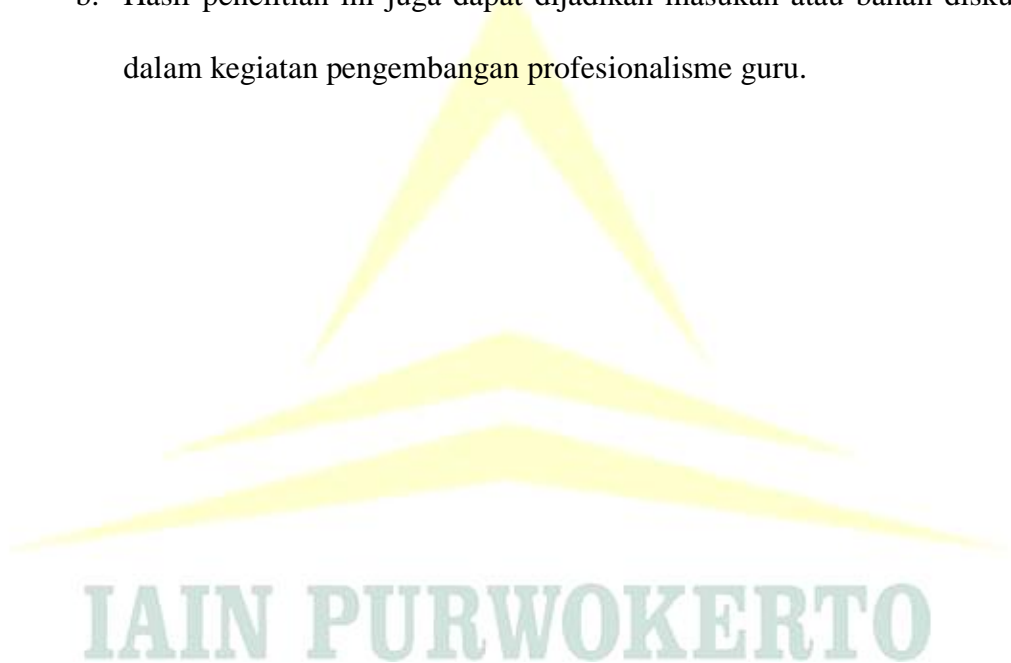 b. Hasil penelitian ini juga dapat dijadikan masukan atau bahan
dalam kegiatan pengembangan profesionalisme guru.
IAIN PURWOKERTO